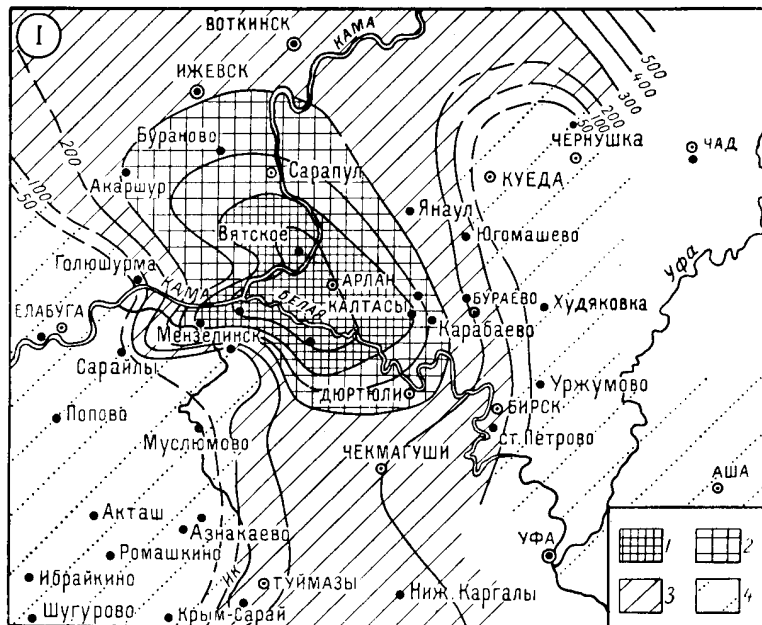 I
ВОТКИНСК
КАМА
ИЖЕВСК
500
400
300
200
100
50
Бураново
ЧЕРНУШКА
ЧАД
200
100
50
Сарапул
КУЕДА
Акаршур
Янаул
Вятское
Югомашево
УФА
Голюшурма
КАМА
АРЛАН
БЕЛАЯ
ЕЛАБУГА
КАЛТАСЫ
БУРАЕВО
Худяковка
Карабаево
Мензелинск
Сарайлы
ДЮРТЮЛИ
Уржумово
Попово
БИРСК
Муслюмово
ст. Петрово
ЧЕКМАГУШИ
АША
Акташ
Азнакаево
Ромашкино
УФА
1
2
Ибрайкино
ИК
ТУЙМАЗЫ
Ниж. Каргалы
3
4
Шугурово
Крым-Сарай